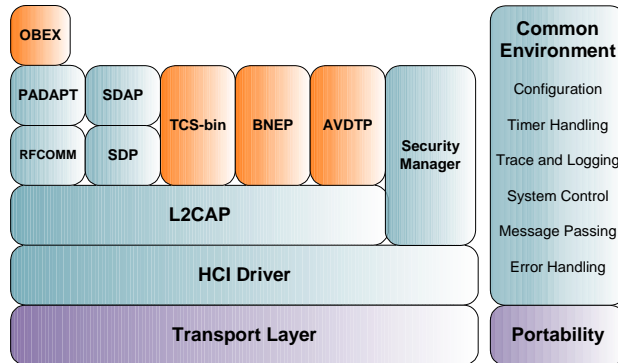 OBEX
PADAPT
SDAP
TCS-bin
BNEP
AVDTP
Security
Manager
RFCOMM
SDP
L2CAP
HCI Driver
Transport Layer
Common
Environment
Configuration
Timer Handling
Trace and Logging
System Control
Message Passing
Error Handling
Portability